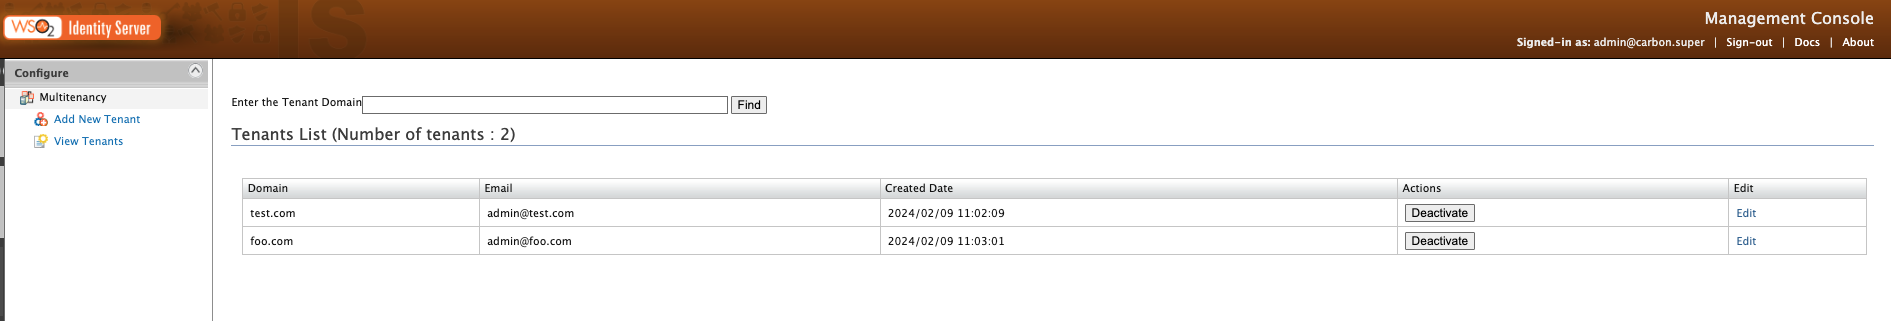 WSO2 Identity Server
Management Console
Signed-in as: admin@carbon.super | Sign-out | Docs | About
Configure
Multitenancy
Add New Tenant
View Tenants
Enter the Tenant Domain Find
Tenants List (Number of tenants : 2)
Domain Email Created Date Actions Edit
test.com admin@test.com 2024/02/09 11:02:09 Deactivate Edit
foo.com admin@foo.com 2024/02/09 11:03:01 Deactivate Edit